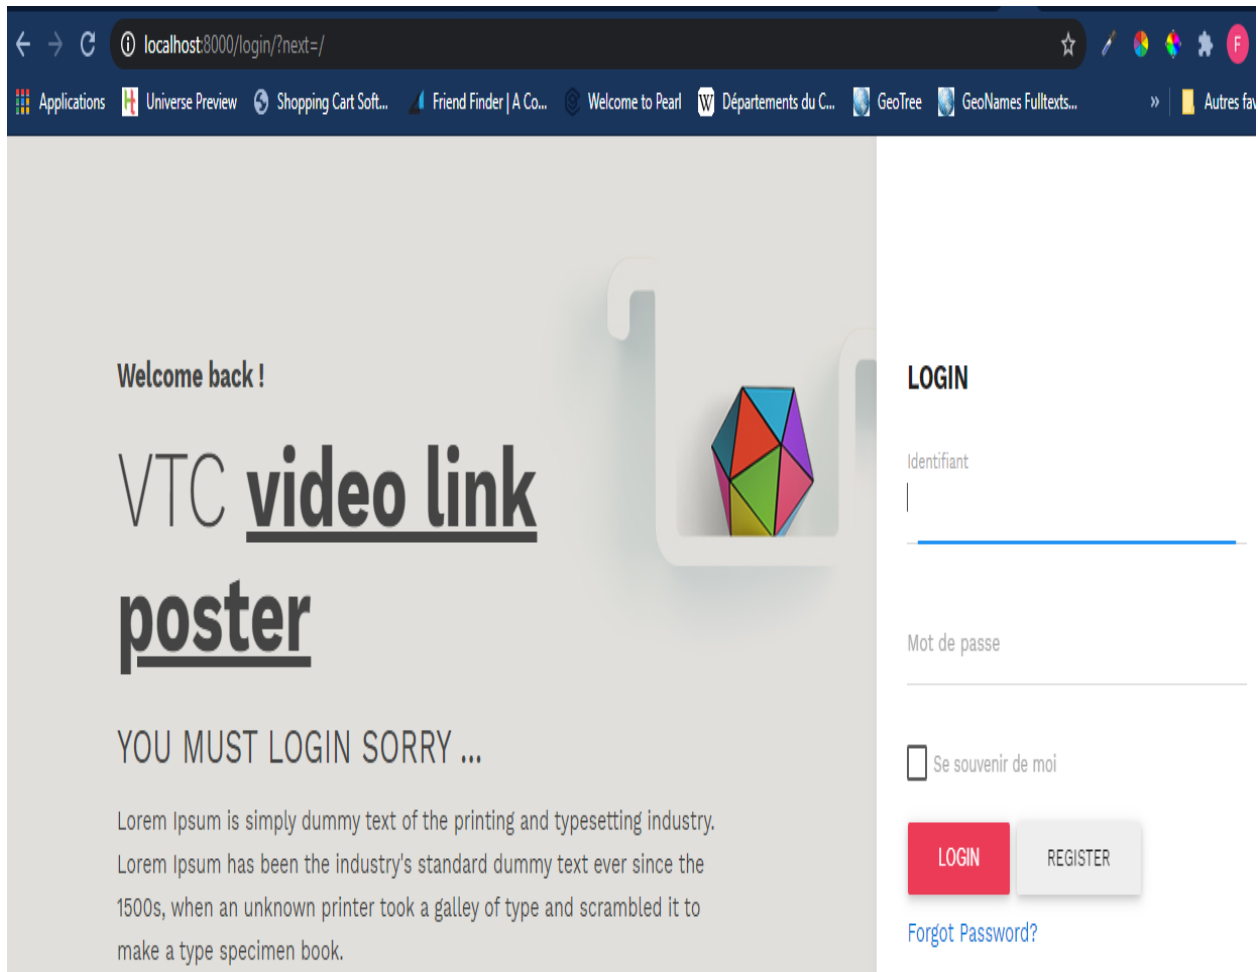 localhost:8000/login/?next=/
F
Applications Universe Preview Shopping Cart Soft... Friend Finder | A Co... Welcome to Pearl W Départements du C... GeoTree GeoNames Fulltexts... » Autres fav
Welcome back !
VTC video link
poster
YOU MUST LOGIN SORRY ...
Lorem Ipsum is simply dummy text of the printing and typesetting industry.
Lorem Ipsum has been the industry's standard dummy text ever since the
1500s, when an unknown printer took a galley of type and scrambled it to
make a type specimen book.
LOGIN
Identifiant
Mot de passe
Se souvenir de moi
LOGIN REGISTER
Forgot Password?